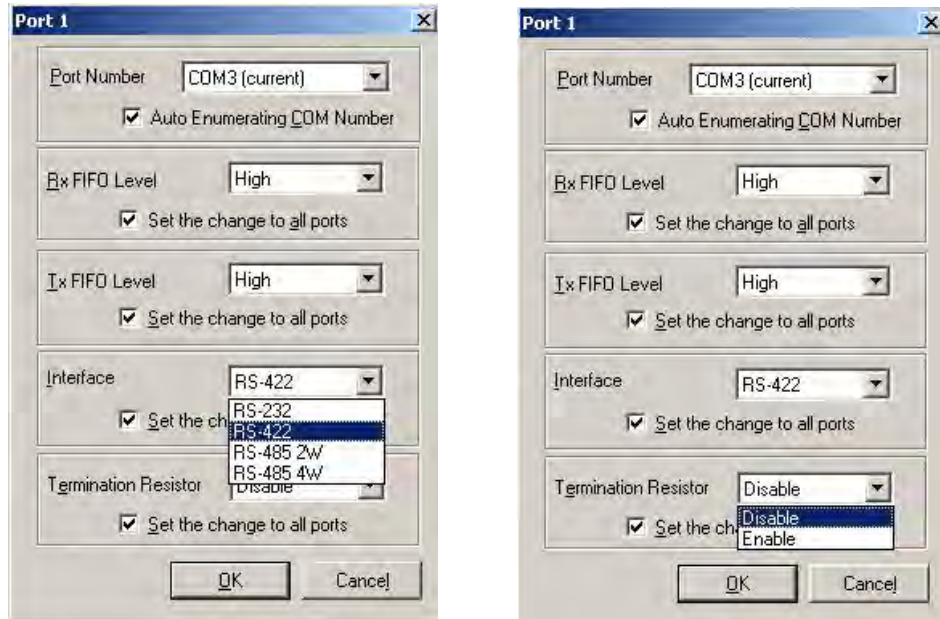 Port 1
Port Number COM3 (current)
Auto Enumerating COM Number
Rx FIFO Level High
Set the change to all ports
Tx FIFO Level High
Set the change to all ports
Interface RS-422
RS-232
Set the ch
RS-422
RS-485 2W
RS-485 4W
Termination Resistor Disable
Set the change to all ports
OK Cancel
Port 1
Port Number COM3 (current)
Auto Enumerating COM Number
Rx FIFO Level High
Set the change to all ports
Tx FIFO Level High
Set the change to all ports
Interface RS-422
Set the change to all ports
Termination Resistor Disable
Disable
Set the ch
Enable
OK Cancel